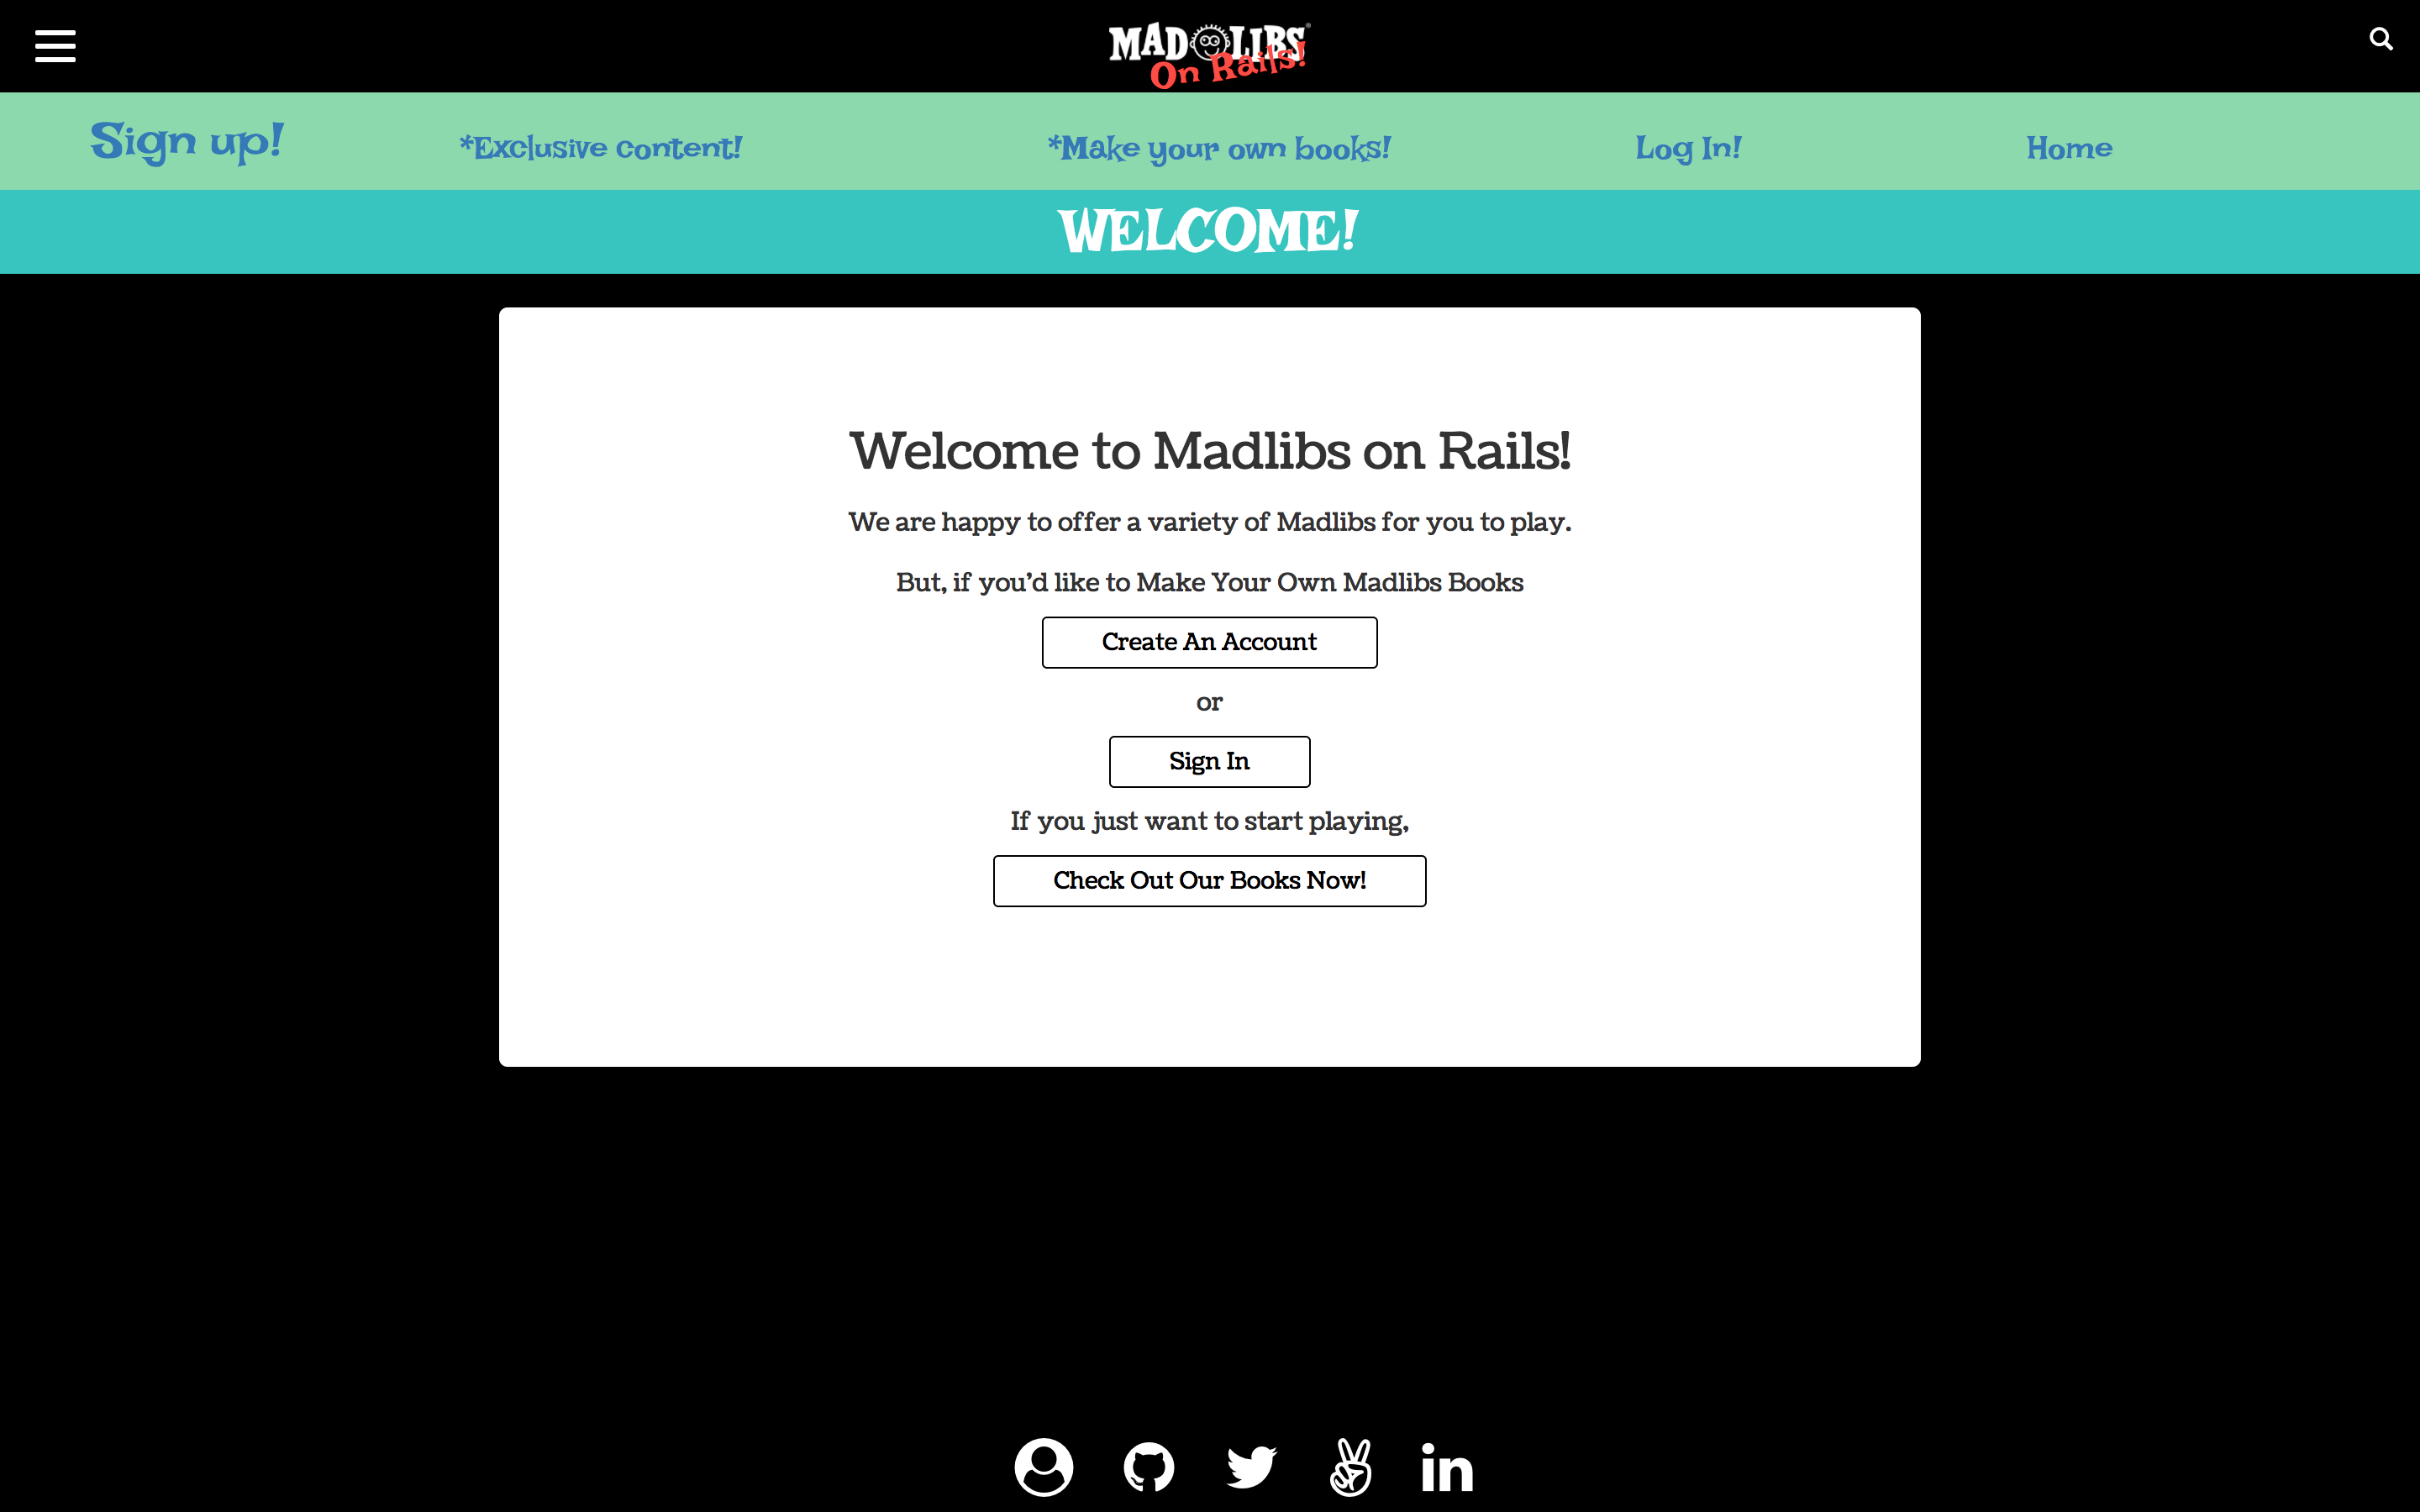 MAD LIBS®
On Rails!
Sign up! *Exclusive content! *Make your own books! Log In! Home
WELCOME!
Welcome to Madlibs on Rails!
We are happy to offer a variety of Madlibs for you to play.
But, if you'd like to Make Your Own Madlibs Books
Create An Account
or
Sign In
If you just want to start playing,
Check Out Our Books Now!
in